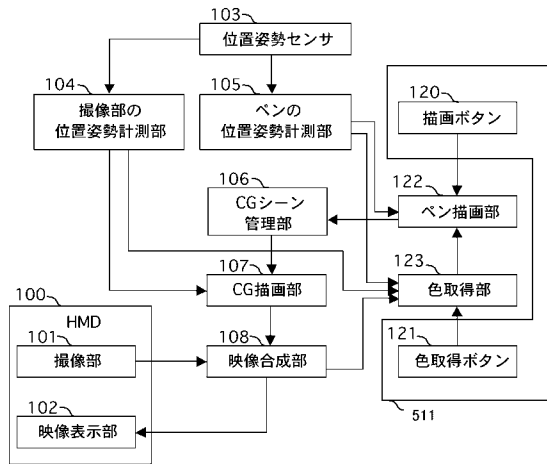 103
位置姿勢センサ
104
撮像部の
位置姿勢計測部
105
ペンの
位置姿勢計測部
120
描画ボタン
106
CGシーン
管理部
122
ペン描画部
107
CG描画部
123
色取得部
100
HMD
101
撮像部
108
映像合成部
121
色取得ボタン
102
映像表示部
511